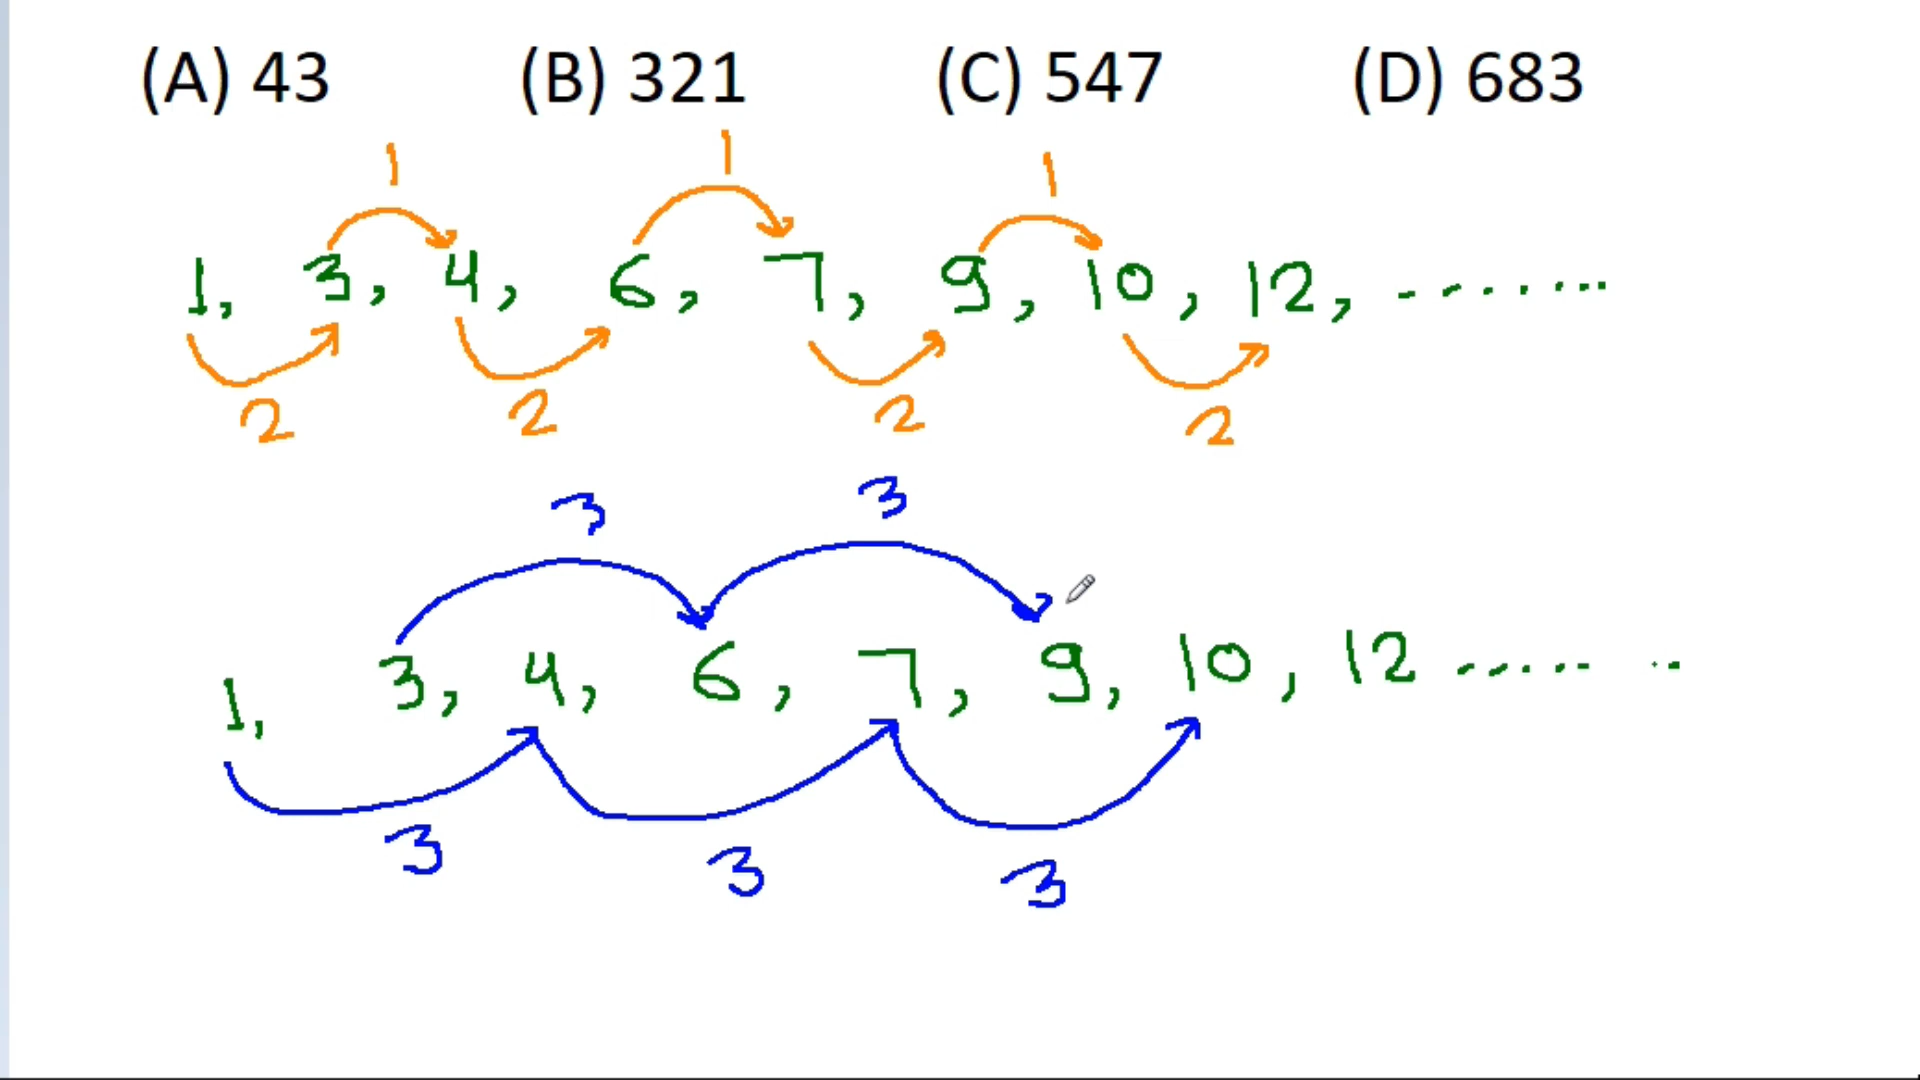 (A) 43 (B) 321 (C) 547 (D) 683
1 1 1
1, 3, 4, 6, 7, 9, 10, 12, .......
2 2 2 2
3 3
1, 3, 4, 6, 7, 9, 10, 12 ..... ..
3 3 3